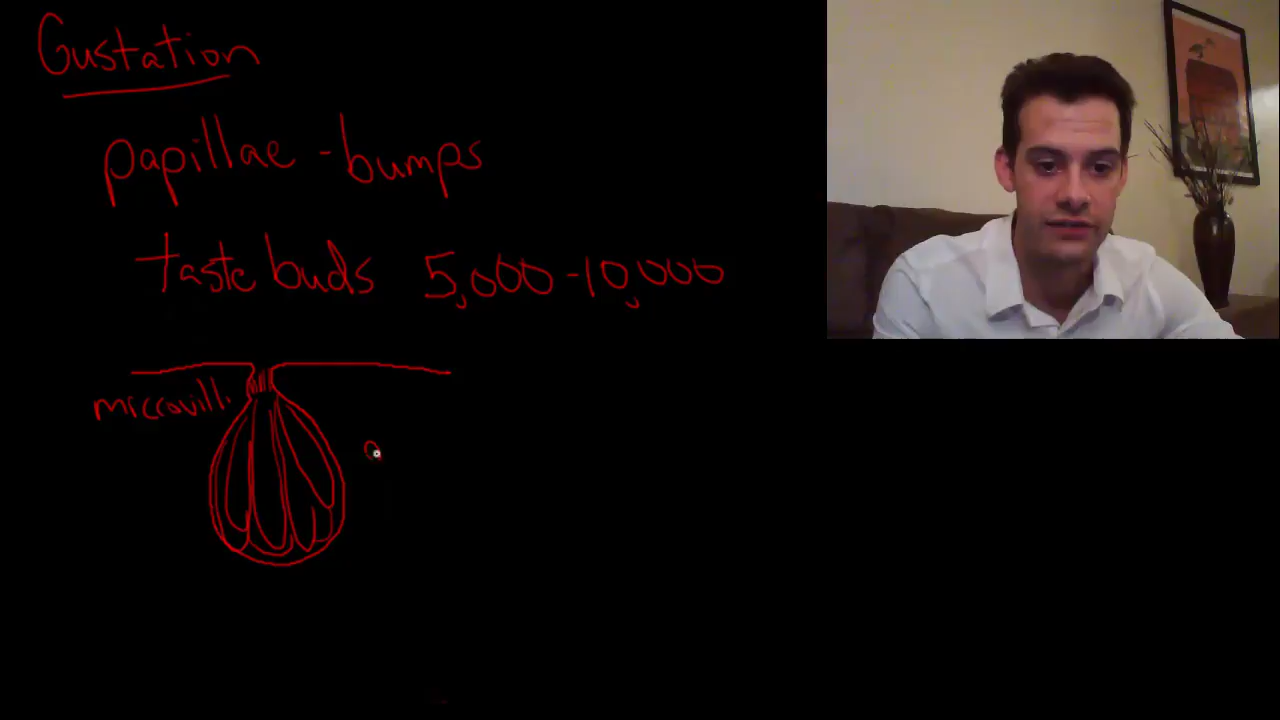 Gustation
papillae - bumps
taste buds 5,000 - 10,000
microvilli